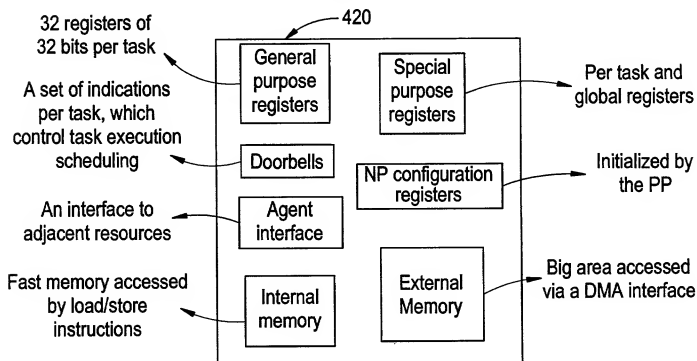 420
32 registers of
32 bits per task
General
purpose
registers
Special
purpose
registers
Per task and
global registers
A set of indications
per task, which
control task execution
scheduling
Doorbells
NP configuration
registers
Initialized by
the PP
An interface to
adjacent resources
Agent
interface
Fast memory accessed
by load/store
instructions
Internal
memory
External
Memory
Big area accessed
via a DMA interface